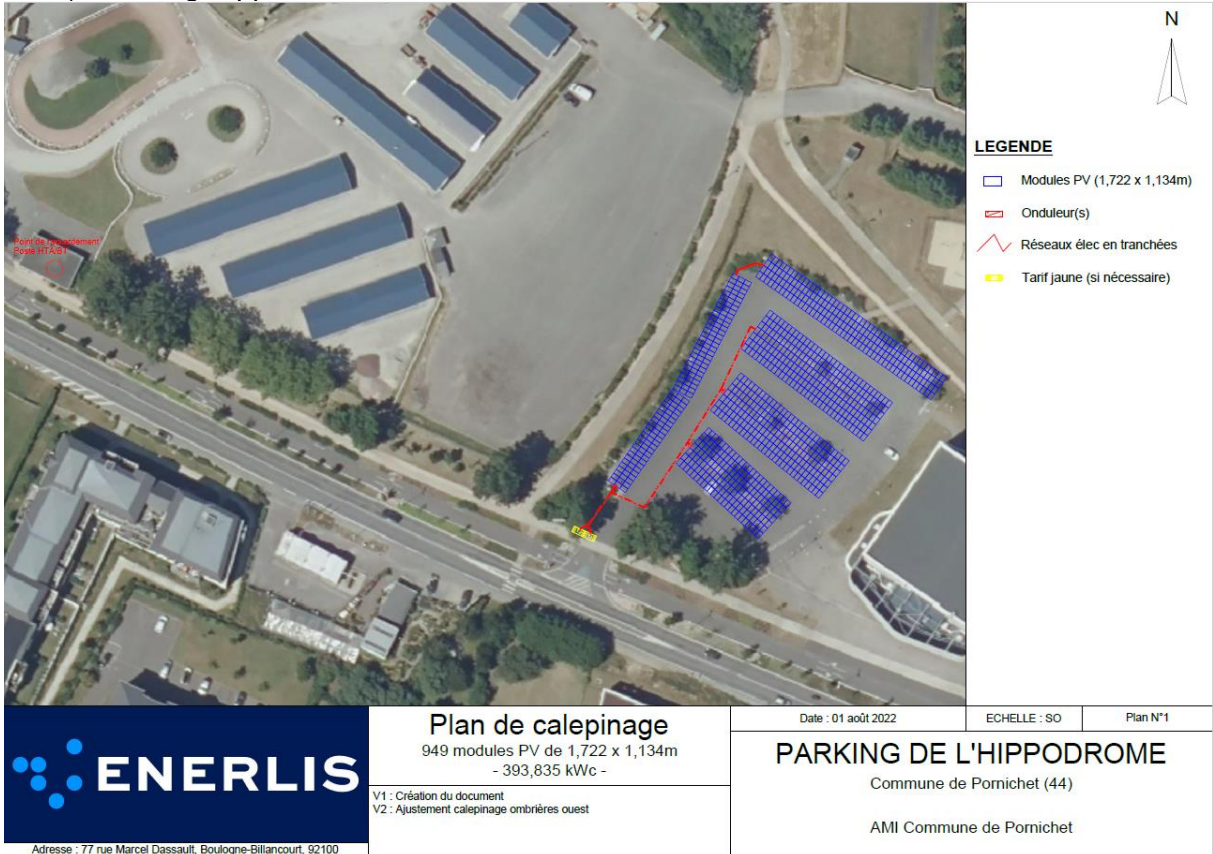 N
LEGENDE
Modules PV (1,722 x 1,134m)
Onduleur(s)
Réseaux élec en tranchées
Tarif jaune (si nécessaire)
Point de raccordement
Poste HTA/BT
ENERLIS
Adresse : 77 rue Marcel Dassault, Boulogne-Billancourt, 92100
Plan de calepinage
949 modules PV de 1,722 x 1,134m
- 393,835 kWc -
V1 : Création du document
V2 : Ajustement calepinage ombrières ouest
Date : 01 août 2022
ECHELLE : SO
Plan N°1
PARKING DE L'HIPPODROME
Commune de Pornichet (44)
AMI Commune de Pornichet